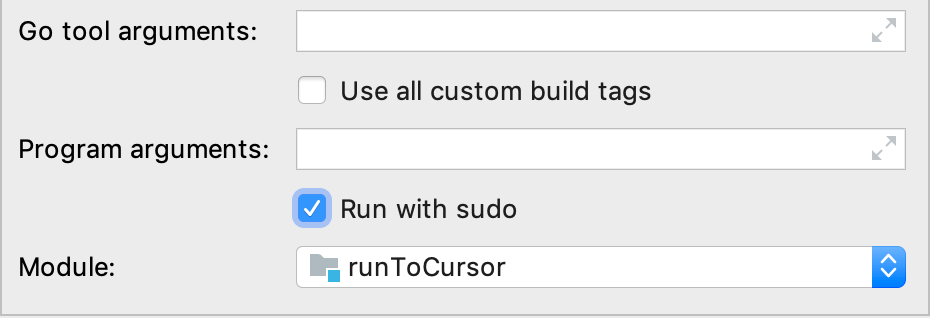 Go tool arguments:
Use all custom build tags
Program arguments:
Run with sudo
Module: runToCursor